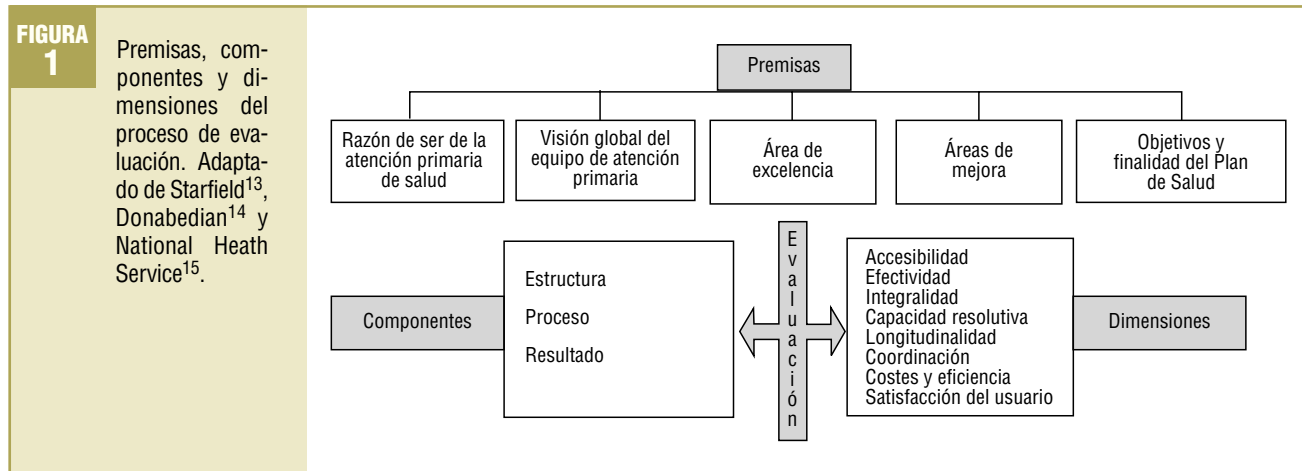 FIGURA
1
Premisas, com-
ponentes y di-
mensiones del
proceso de eva-
luación. Adapta-
do de Starfield13,
Donabedian14 y
National Heath
Service15.
Premisas
Razón de ser de la
atención primaria
de salud
Visión global del
equipo de atención
primaria
Área de
excelencia
Áreas de
mejora
Objetivos y
finalidad del Plan
de Salud
Componentes
Estructura
Proceso
Resultado
Evaluación
Accesibilidad
Efectividad
Integralidad
Capacidad resolutiva
Longitudinalidad
Coordinación
Costes y eficiencia
Satisfacción del usuario
Dimensiones